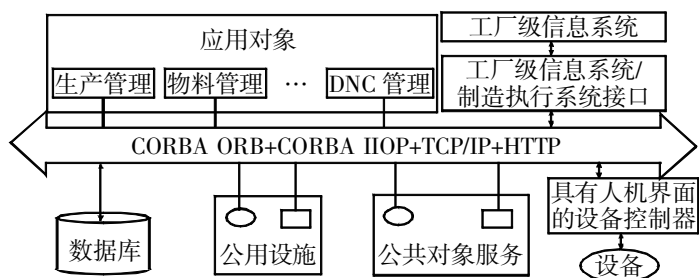 应用对象
生产管理 物料管理 … DNC 管理
工厂级信息系统
工厂级信息系统/
制造执行系统接口
CORBA ORB+CORBA IIOP+TCP/IP+HTTP
数据库
公用设施
公共对象服务
具有人机界面
的设备控制器
设备